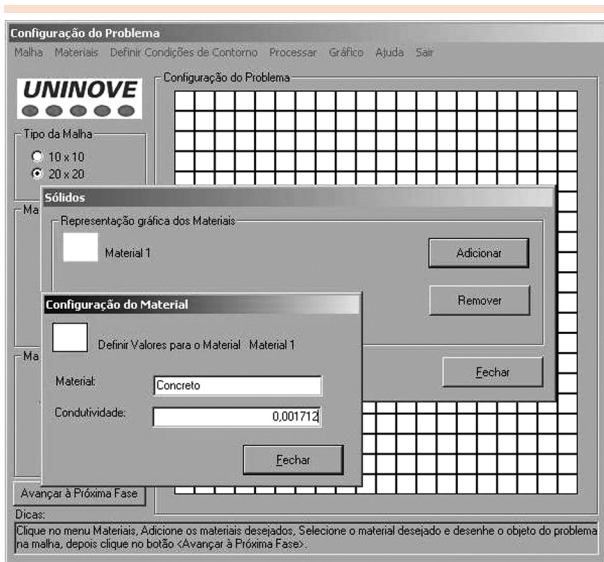 Configuração do Problema
Malha Materiais Definir Condições de Contorno Processar Gráfico Ajuda Sair
UNINOVE
Configuração do Problema
Tipo da Malha
10 x 10
20 x 20
Ma
Sólidos
Representação gráfica dos Materiais
Material 1
Adicionar
Remover
Fechar
Configuração do Material
Definir Valores para o Material Material 1
Material:
Concreto
Condutividade:
0,001712
Fechar
Ma
Avançar à Próxima Fase
Dicas:
Clique no menu Materiais, Adicione os materiais desejados, Selecione o material desejado e desenhe o objeto do problema
na malha, depois clique no botão <Avançar à Próxima Fase>.